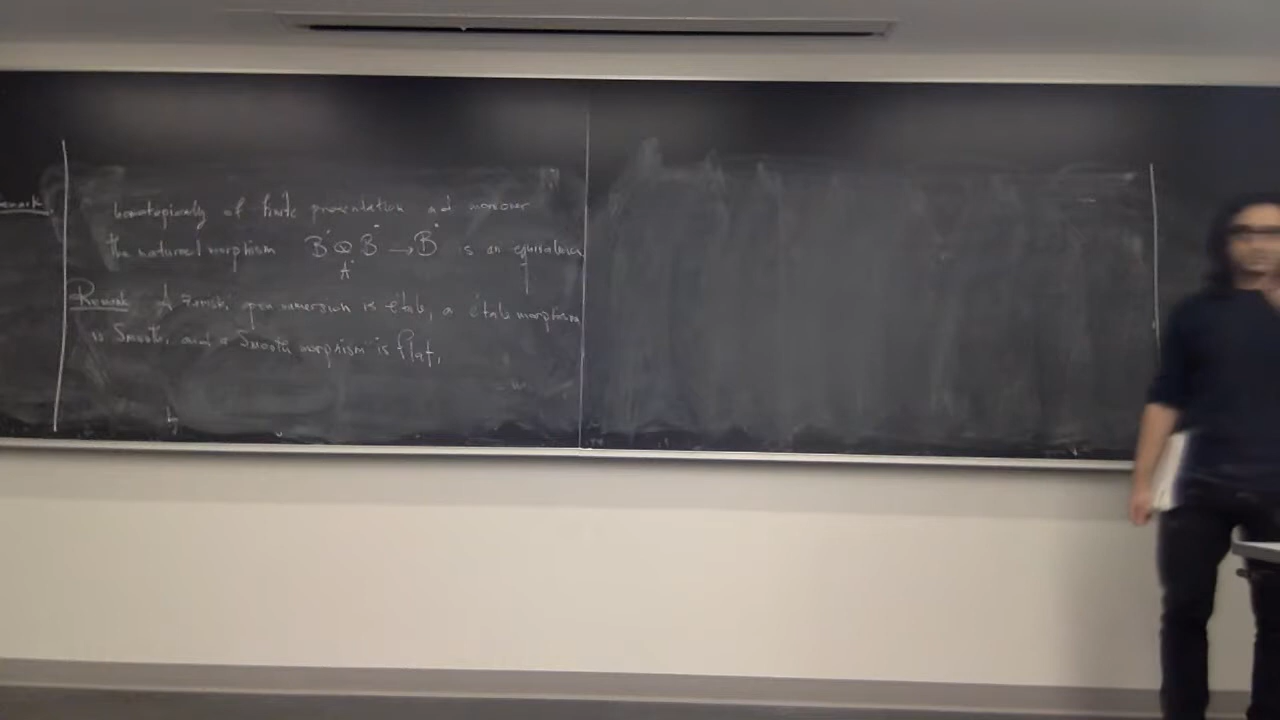 homotopically of finite presentation and moreover
the natural morphism B• ⊗ B• → B• is an equivalence
A•
Remark A Zariski open immersion is étale, a étale morphism
is Smooth, and a Smooth morphism is flat,